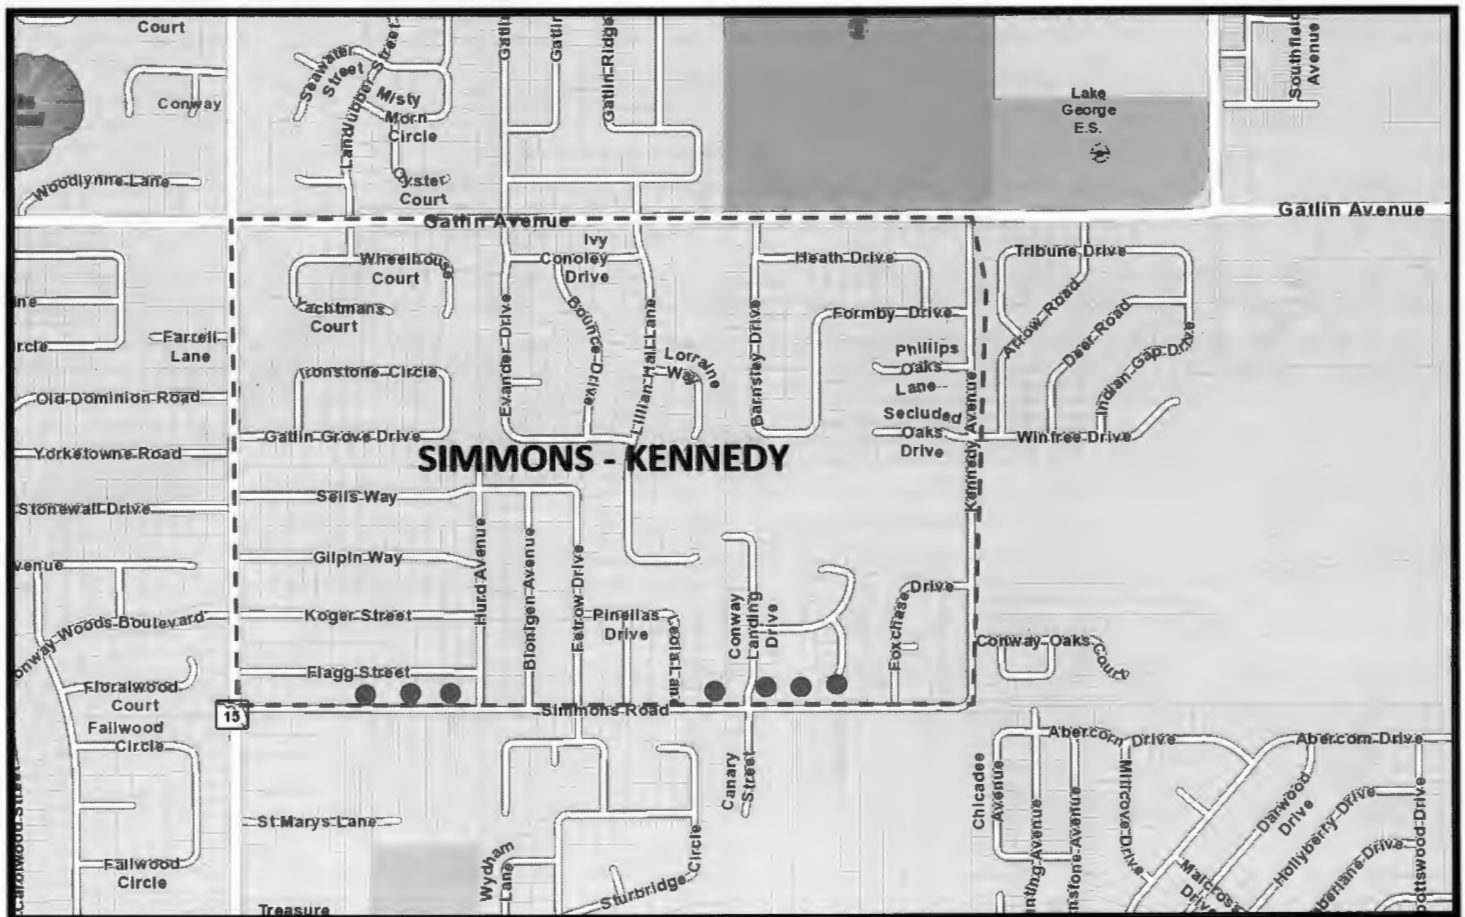 Court
Conway
Woodlynne Lane
Seawater
Street
Landlubber Street
Misty
Morn
Circle
Oyster
Court
Gatlin Ridge
Lake
George
E.S.
Southfield
Avenue
Gatlin Avenue
Gatlin Avenue
Wheelhouse
Court
Yachtmans
Court
Ivy
Conoley
Drive
Heath Drive
Tribune Drive
Formby Drive
Farrell
Lane
Evander Drive
Bounce Drive
Lillian Hall Lane
Lorraine
Way
Barnsley Drive
Phillips
Oaks
Lane
Secluded
Oaks
Drive
Kennedy Avenue
Arrow Road
Deer Road
Indian Gap Drive
Winfree Drive
Ironstone Circle
Old Dominion Road
Gatlin Grove Drive
Yorketowne Road
SIMMONS - KENNEDY
Sells Way
Stonewall Drive
Gilpin Way
Hurd Avenue
Blonigen Avenue
Fetrow Drive
Koger Street
Pinellas
Drive
Conway
Landing
Drive
Foxchase
Drive
Conway Oaks
Court
onway Woods Boulevard
Flagg Street
Floralwood
Court
15
Simmons Road
Fallwood
Circle
Canary
Street
Chicadee
Avenue
Abercorn Drive
Abercorn Drive
Millcove Drive
Darwood
Drive
Hollyberry Drive
St Marys Lane
Wydham
Lane
Sturbridge Circle
Malcross
Drive
Fallwood
Circle
Treasure